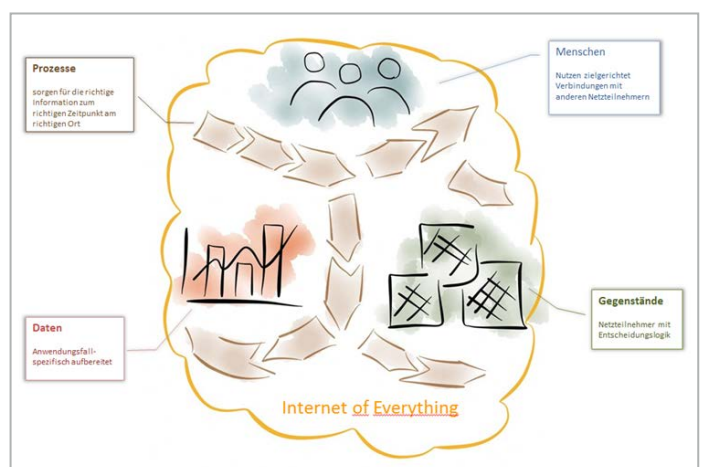 Prozesse
sorgen für die richtige
Information zum
richtigen Zeitpunkt am
richtigen Ort
Menschen
Nutzen zielgerichtet
Verbindungen mit
anderen Netzteilnehmern
Daten
Anwendungsfall-
spezifisch aufbereitet
Gegenstände
Netzteilnehmer mit
Entscheidungslogik
Internet of Everything